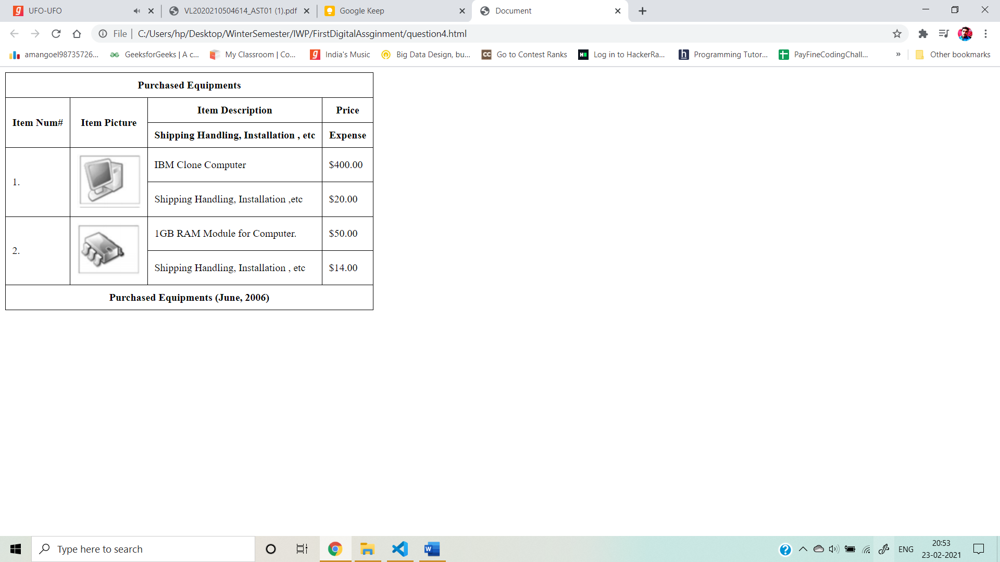 UFO-UFO
VL2020210504614_AST01 (1).pdf
Google Keep
Document
File
C:/Users/hp/Desktop/WinterSemester/IWP/FirstDigitalAssginment/question4.html
amangoel98735726...
GeeksforGeeks | A c...
My Classroom | Co...
India's Music
Big Data Design, bu...
CC
Go to Contest Ranks
Log in to HackerRa...
Programming Tutor...
PayFineCodingChall...
»
Other bookmarks
Purchased Equipments
Item Num#
Item Picture
Item Description
Price
Shipping Handling, Installation , etc
Expense
1.
IBM Clone Computer
$400.00
Shipping Handling, Installation ,etc
$20.00
2.
1GB RAM Module for Computer.
$50.00
Shipping Handling, Installation , etc
$14.00
Purchased Equipments (June, 2006)
Type here to search
ENG
20:53
23-02-2021